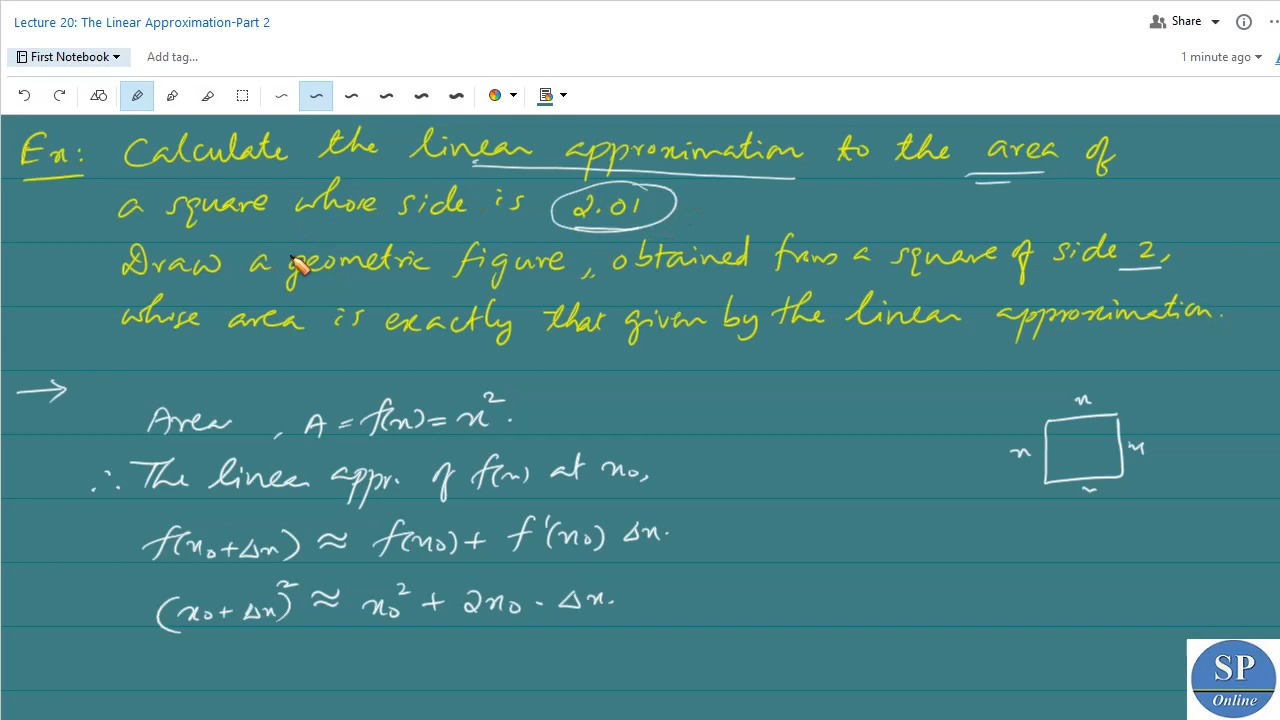 Lecture 20: The Linear Approximation-Part 2
Share
First Notebook
Add tag...
1 minute ago
Ex: Calculate the linear approximation to the area of
a square whose side is 2.01
Draw a geometric figure, obtained from a square of side 2,
whose area is exactly that given by the linear approximation.
→
Area, A = f(x) = x².
x
x
x
x
∴ The linear appr. of f(x) at x₀,
f(x₀+Δx) ≈ f(x₀) + f'(x₀) Δx.
(x₀+Δx)² ≈ x₀² + 2x₀ · Δx.
SP
Online